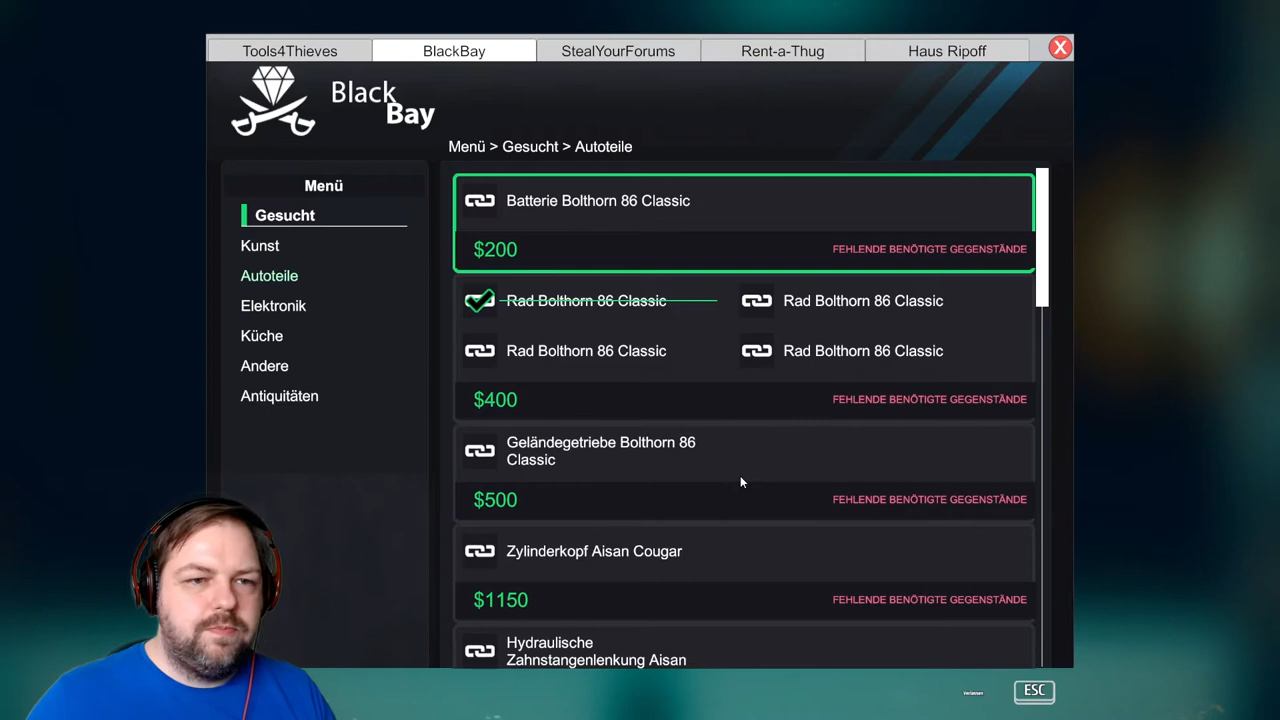 Tools4Thieves
BlackBay
StealYourForums
Rent-a-Thug
Haus Ripoff
X
Black
Bay
Menü > Gesucht > Autoteile
Menü
Gesucht
Kunst
Autoteile
Elektronik
Küche
Andere
Antiquitäten
Batterie Bolthorn 86 Classic
$200
FEHLENDE BENÖTIGTE GEGENSTÄNDE
Rad Bolthorn 86 Classic
Rad Bolthorn 86 Classic
Rad Bolthorn 86 Classic
Rad Bolthorn 86 Classic
$400
FEHLENDE BENÖTIGTE GEGENSTÄNDE
Geländegetriebe Bolthorn 86
Classic
$500
FEHLENDE BENÖTIGTE GEGENSTÄNDE
Zylinderkopf Aisan Cougar
$1150
FEHLENDE BENÖTIGTE GEGENSTÄNDE
Hydraulische
Zahnstangenlenkung Aisan
Verlassen
ESC